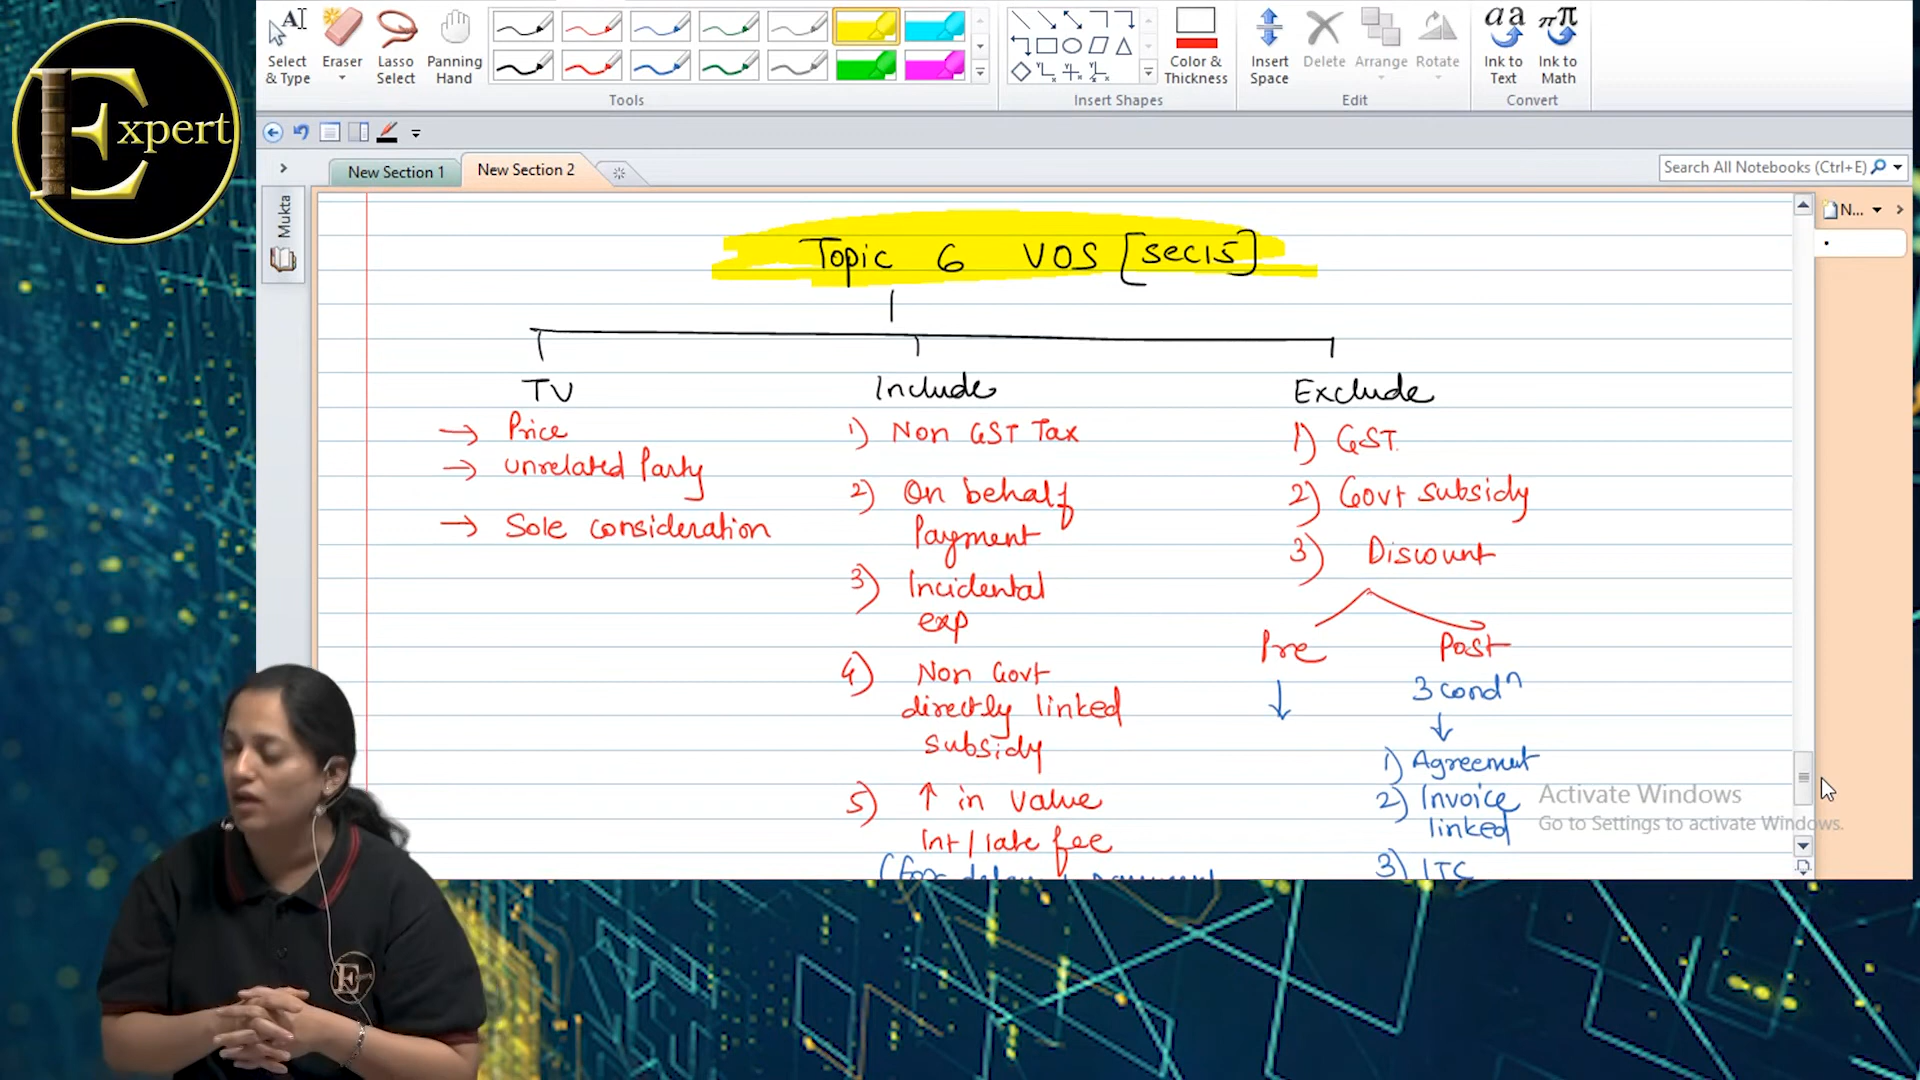 Expert
Select
& Type
Eraser
Lasso
Select
Panning
Hand
Tools
Insert Shapes
Color &
Thickness
Insert
Space
Delete
Arrange
Rotate
Edit
Ink to
Text
Ink to
Math
Convert
New Section 1
New Section 2
Search All Notebooks (Ctrl+E)
Mukta
N...
Topic 6 VOS [Sec15]
TV
→ Price
→ unrelated Party
→ Sole consideration
Include
1) Non GST Tax
2) On behalf
Payment
3) Incidental
exp
4) Non Govt
directly linked
subsidy
5) ↑ in value
Int / late fee
Exclude
1) GST.
2) Govt subsidy
3) Discount
Pre
Post
3 condⁿ
1) Agreement
2) Invoice
linked
3) ITC
Activate Windows
Go to Settings to activate Windows.
Expert